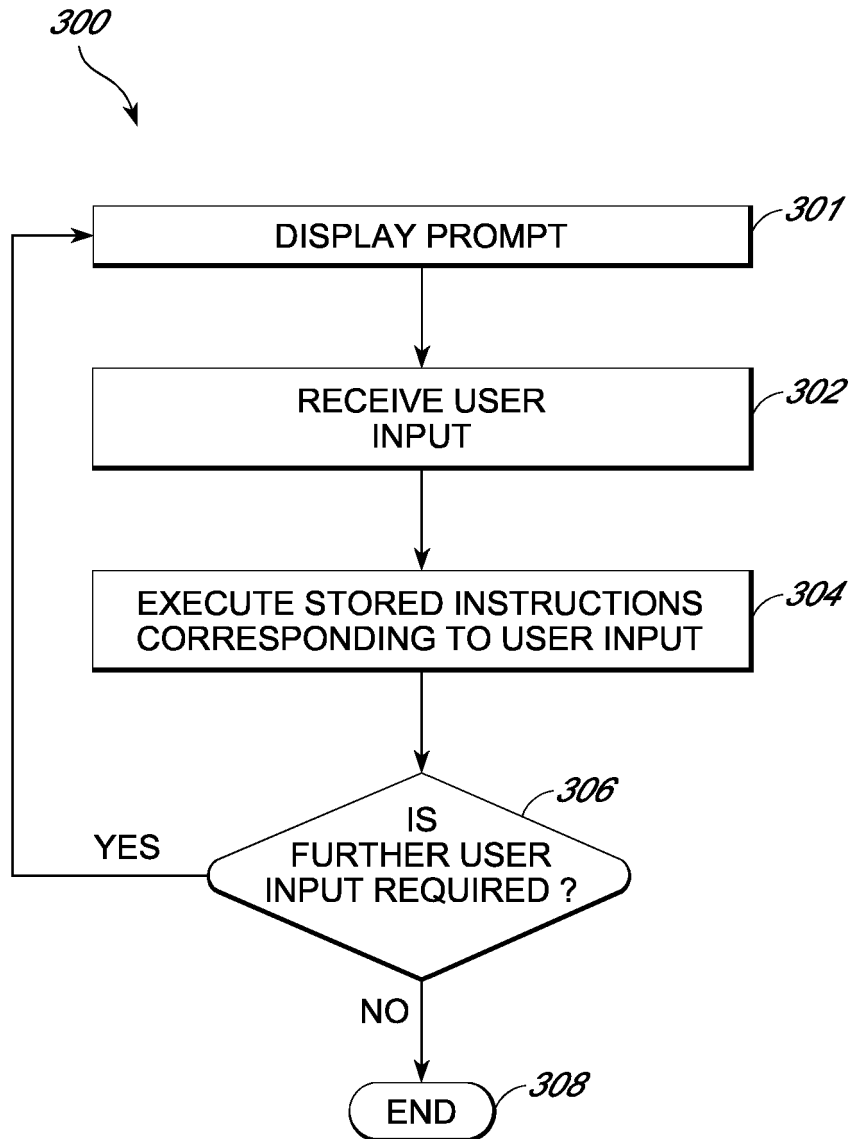 300
DISPLAY PROMPT
301
RECEIVE USER
INPUT
302
EXECUTE STORED INSTRUCTIONS
CORRESPONDING TO USER INPUT
304
306
IS
FURTHER USER
INPUT REQUIRED ?
YES
NO
END
308